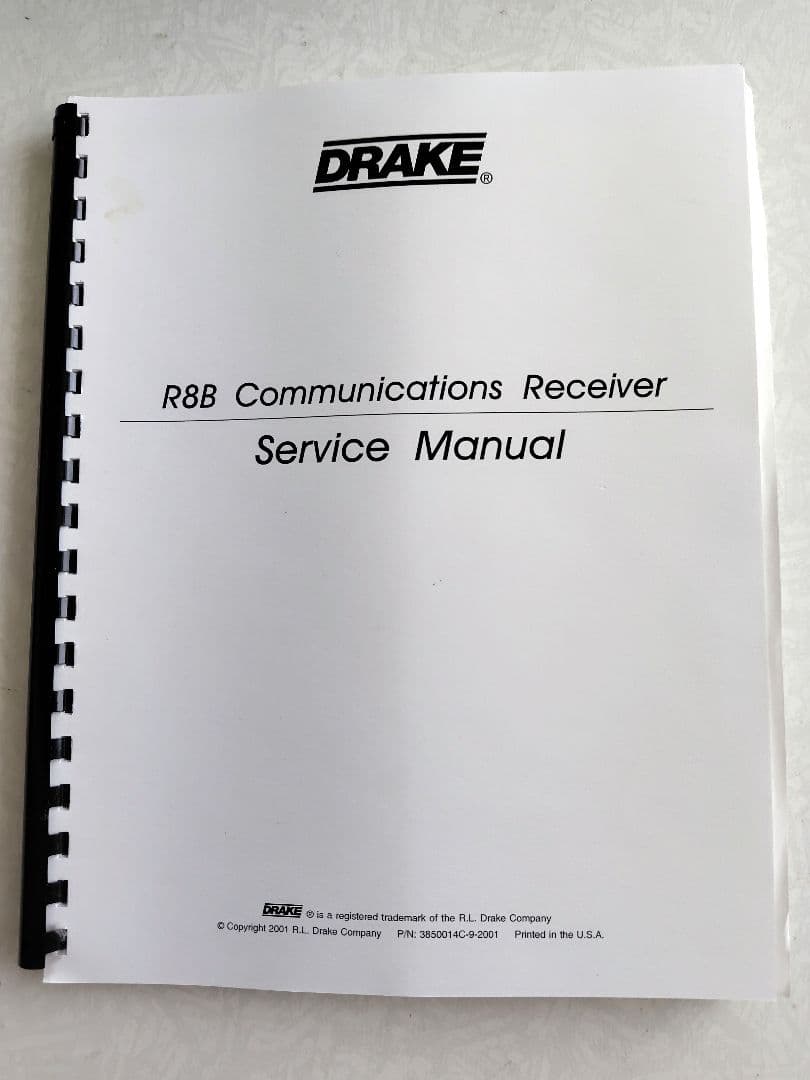 DRAKE®
R8B Communications Receiver
Service Manual
DRAKE ® is a registered trademark of the R.L. Drake Company
© Copyright 2001 R.L. Drake Company P/N: 3850014C-9-2001 Printed in the U.S.A.